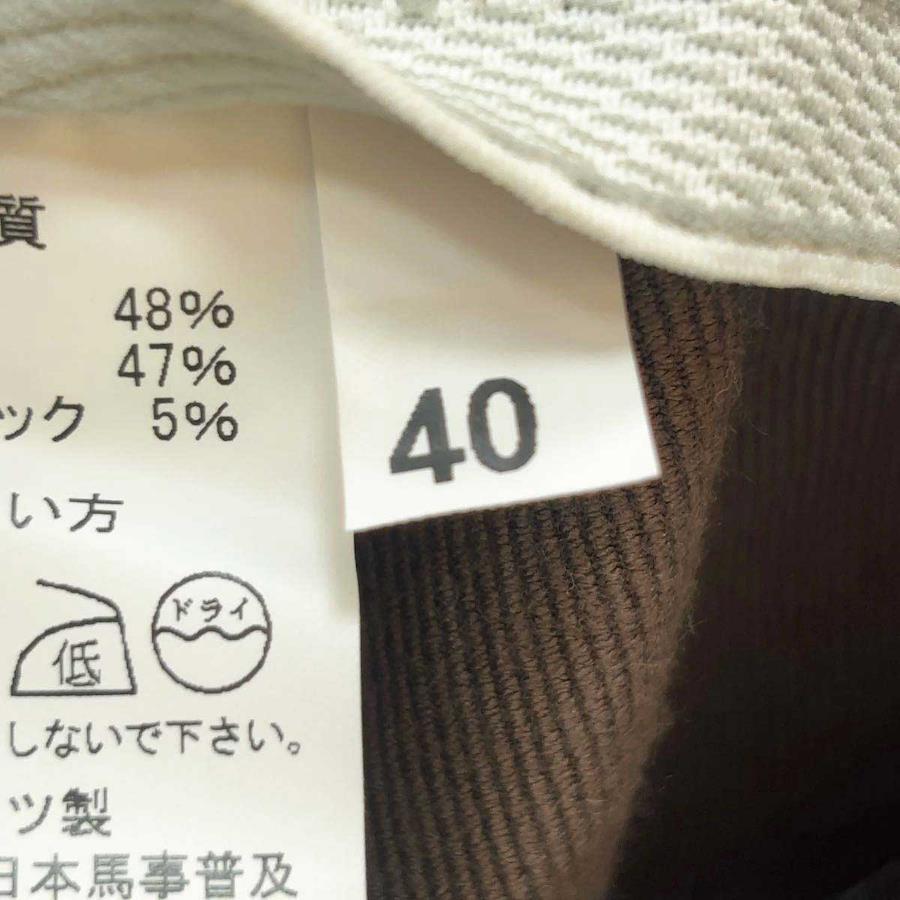 質
48%
47%
ック 5%
い方
低 ドライ
しないで下さい。
ツ製
日本馬事普及
40